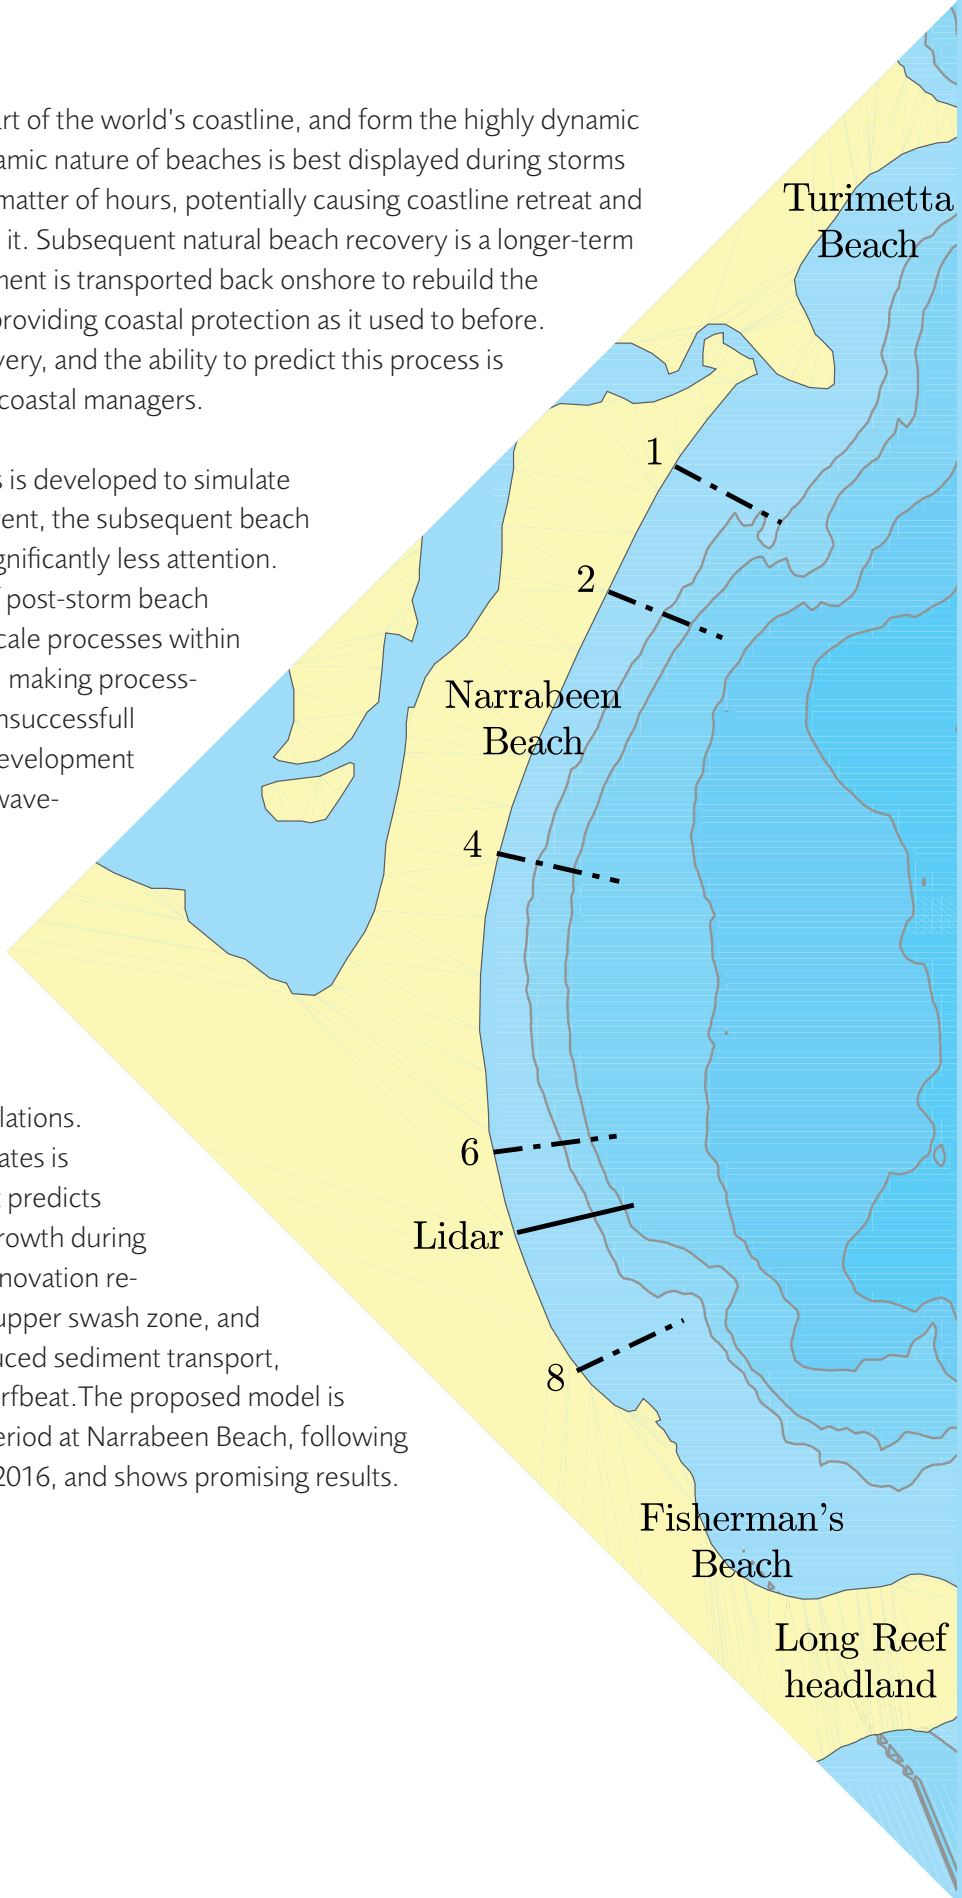 art of the world's coastline, and form the highly dynamic
amic nature of beaches is best displayed during storms
matter of hours, potentially causing coastline retreat and
it. Subsequent natural beach recovery is a longer-term
ment is transported back onshore to rebuild the
providing coastal protection as it used to before.
very, and the ability to predict this process is
coastal managers.
s is developed to simulate
ent, the subsequent beach
gnificantly less attention.
f post-storm beach
cale processes within
making process-
nsuccessfull
evelopment
wave-
lations.
ates is
t predicts
rowth during
novation re-
upper swash zone, and
uced sediment transport,
rfbeat.The proposed model is
eriod at Narrabeen Beach, following
2016, and shows promising results.
Turimetta
Beach
1
2
Narrabeen
Beach
4
6
Lidar
8
Fisherman's
Beach
Long Reef
headland